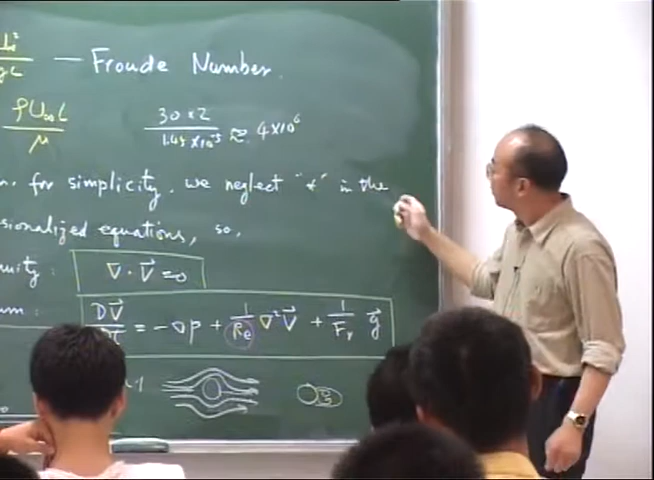 — Froude Number.
ρU∞L / μ    30 x 2 / 1.45 x 10⁻⁵ ≈ 4 x 10⁶
for simplicity, we neglect "*" in the
sionalized equations, so,
∇ · V⃗ = 0
DV⃗ / Dt = -∇p + 1/Re ∇²V⃗ + 1/Fr g⃗